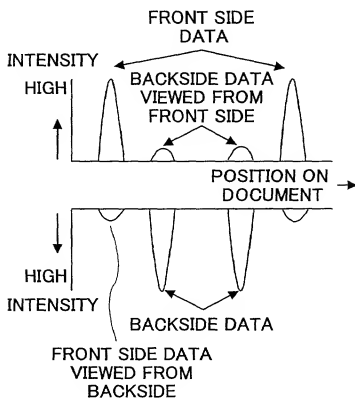 FRONT SIDE
DATA
INTENSITY
HIGH
BACKSIDE DATA
VIEWED FROM
FRONT SIDE
POSITION ON
DOCUMENT
HIGH
INTENSITY
BACKSIDE DATA
FRONT SIDE DATA
VIEWED FROM
BACKSIDE